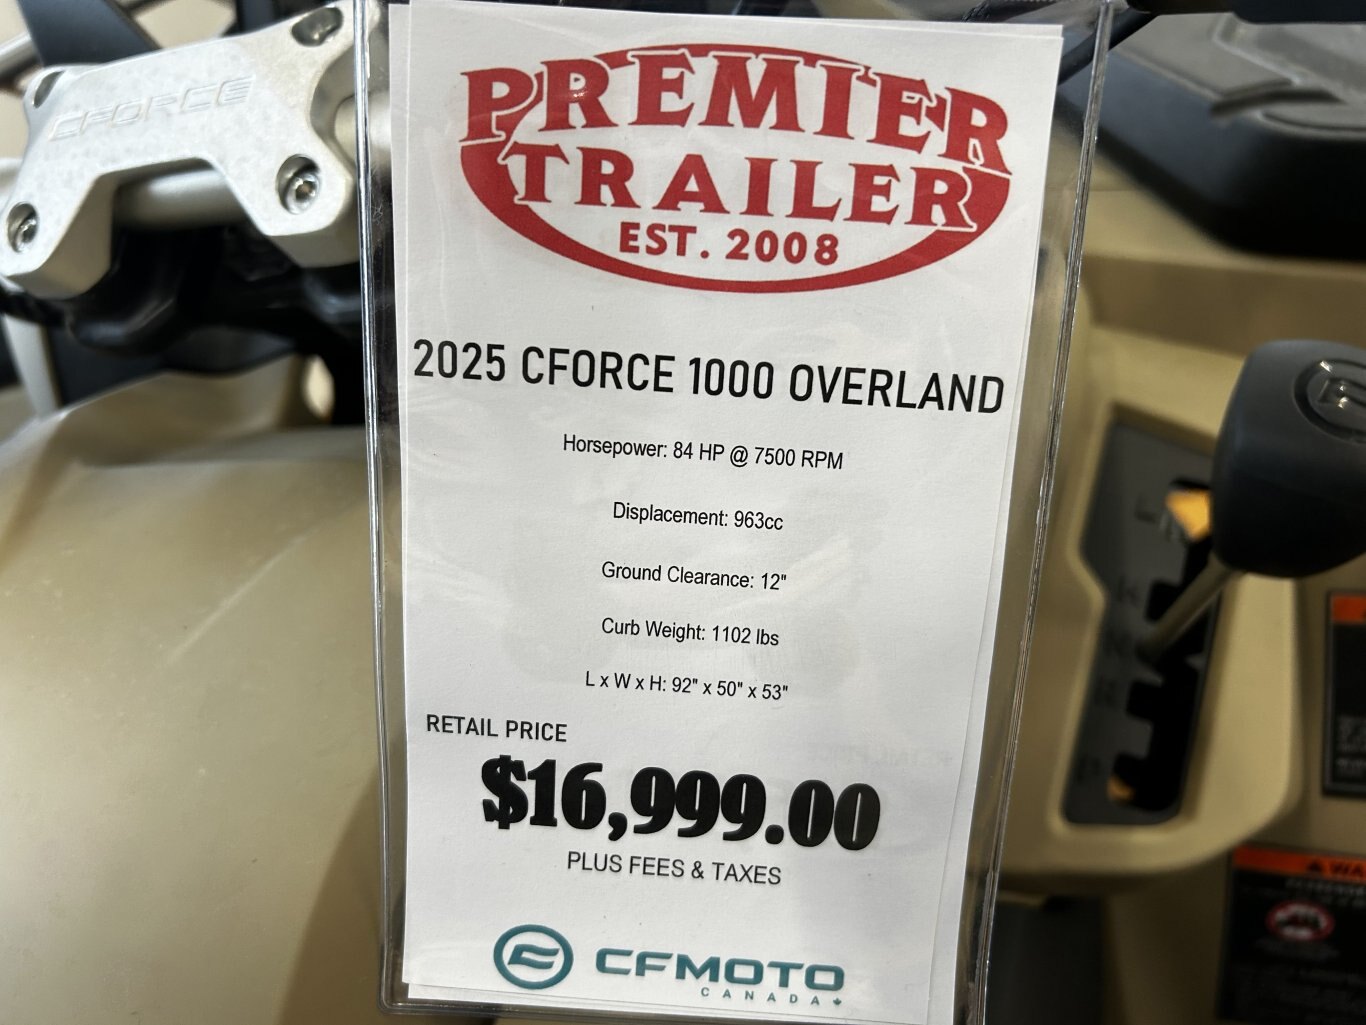 CFORCE
PREMIER
TRAILER
EST. 2008
2025 CFORCE 1000 OVERLAND
Horsepower: 84 HP @ 7500 RPM
Displacement: 963cc
Ground Clearance: 12"
Curb Weight: 1102 lbs
L x W x H: 92" x 50" x 53"
RETAIL PRICE
$16,999.00
PLUS FEES & TAXES
CFMOTO
CANADA